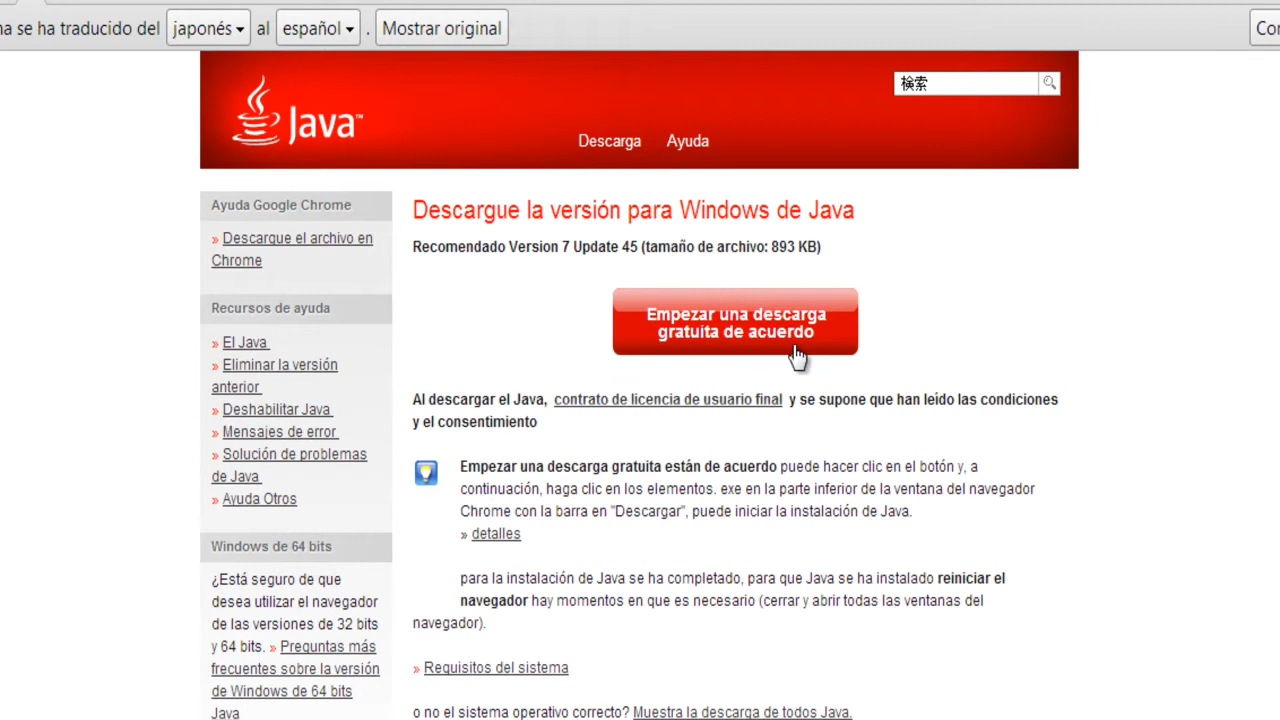 na se ha traducido del japonés al español . Mostrar original
検索
Java™
Descarga Ayuda
Ayuda Google Chrome
» Descargue el archivo en
Chrome
Recursos de ayuda
» El Java
» Eliminar la versión
anterior
» Deshabilitar Java
» Mensajes de error
» Solución de problemas
de Java
» Ayuda Otros
Windows de 64 bits
¿Está seguro de que
desea utilizar el navegador
de las versiones de 32 bits
y 64 bits. » Preguntas más
frecuentes sobre la versión
de Windows de 64 bits
Java
Descargue la versión para Windows de Java
Recomendado Version 7 Update 45 (tamaño de archivo: 893 KB)
Empezar una descarga
gratuita de acuerdo
Al descargar el Java, contrato de licencia de usuario final y se supone que han leído las condiciones
y el consentimiento
Empezar una descarga gratuita están de acuerdo puede hacer clic en el botón y, a
continuación, haga clic en los elementos. exe en la parte inferior de la ventana del navegador
Chrome con la barra en "Descargar", puede iniciar la instalación de Java.
» detalles
para la instalación de Java se ha completado, para que Java se ha instalado reiniciar el
navegador hay momentos en que es necesario (cerrar y abrir todas las ventanas del
navegador).
» Requisitos del sistema
o no el sistema operativo correcto? Muestra la descarga de todos Java.